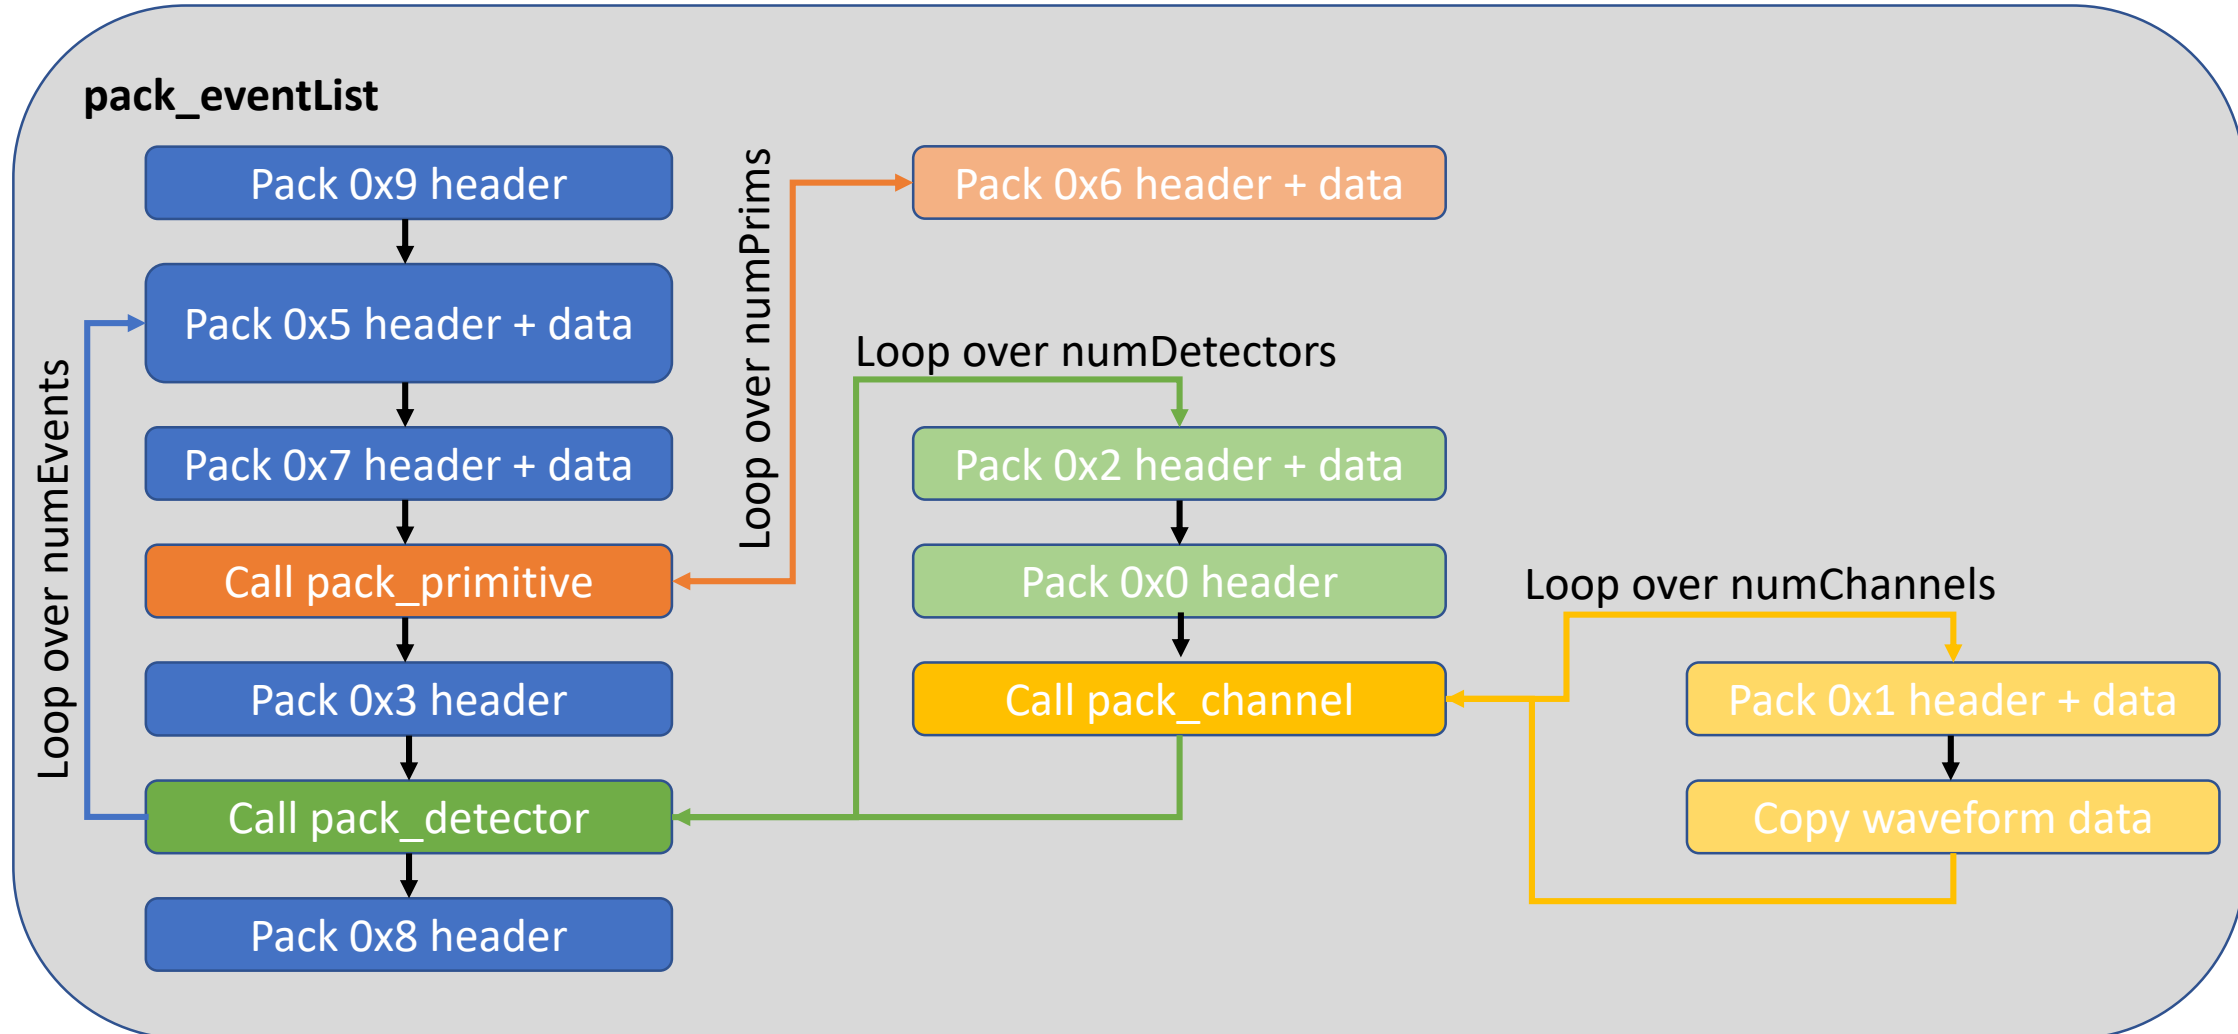 pack_eventList
Pack 0x9 header
Pack 0x5 header + data
Pack 0x7 header + data
Call pack_primitive
Pack 0x3 header
Call pack_detector
Pack 0x8 header
Loop over numEvents
Loop over numPrims
Pack 0x6 header + data
Loop over numDetectors
Pack 0x2 header + data
Pack 0x0 header
Call pack_channel
Loop over numChannels
Pack 0x1 header + data
Copy waveform data